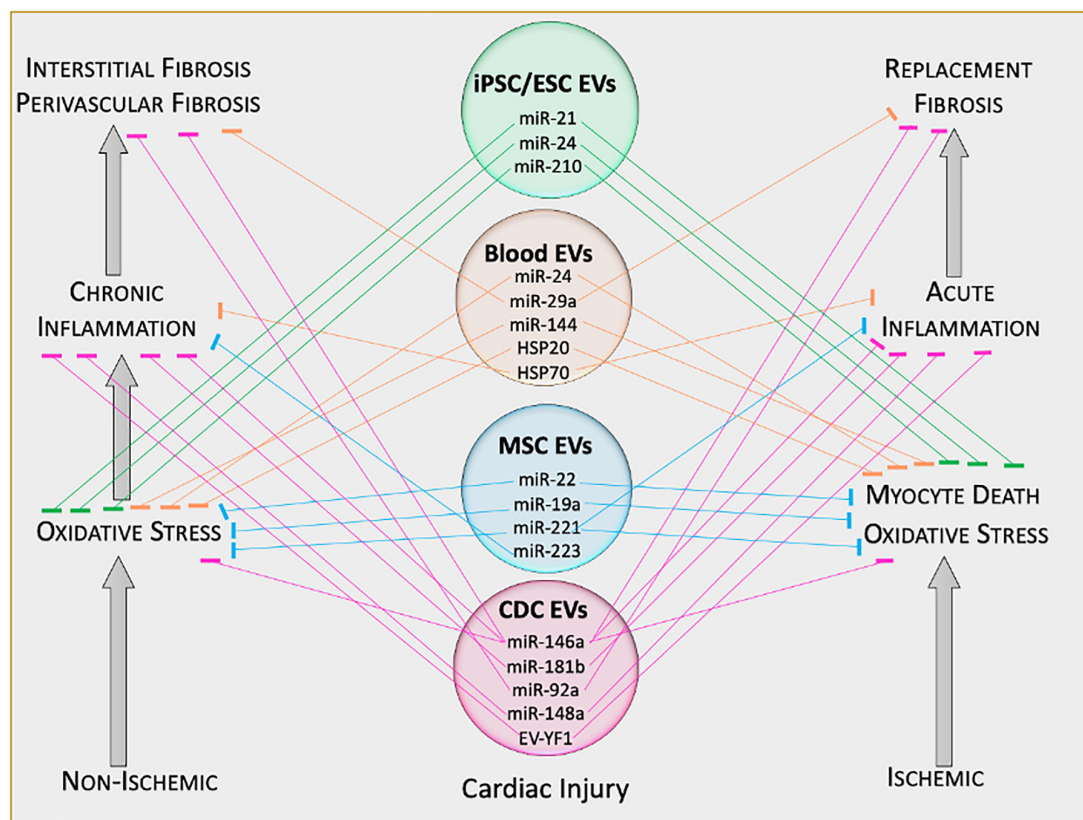 INTERSTITIAL FIBROSIS
PERIVASCULAR FIBROSIS
CHRONIC
INFLAMMATION
OXIDATIVE STRESS
NON-ISCHEMIC
iPSC/ESC EVs
miR-21
miR-24
miR-210
Blood EVs
miR-24
miR-29a
miR-144
HSP20
HSP70
MSC EVs
miR-22
miR-19a
miR-221
miR-223
CDC EVs
miR-146a
miR-181b
miR-92a
miR-148a
EV-YF1
Cardiac Injury
REPLACEMENT
FIBROSIS
ACUTE
INFLAMMATION
MYOCYTE DEATH
OXIDATIVE STRESS
ISCHEMIC